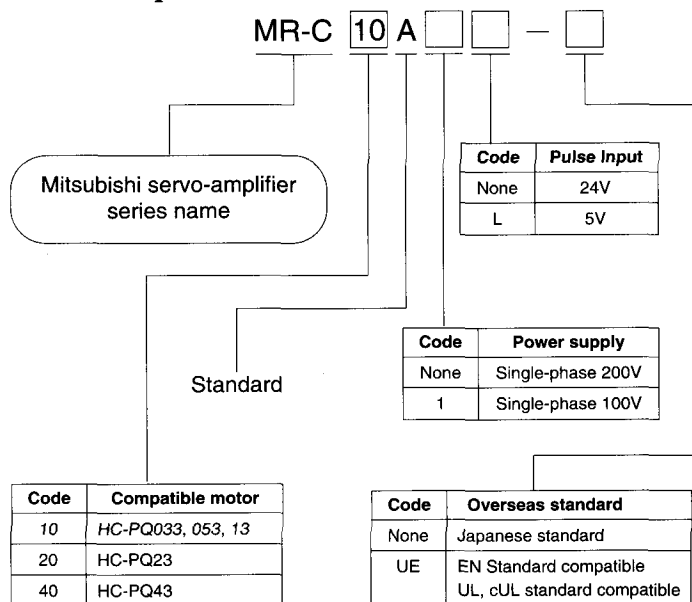 MR-C 10 A □ □ – □
Mitsubishi servo-amplifier
series name
Code Pulse Input
None 24V
L 5V
Code Power supply
None Single-phase 200V
1 Single-phase 100V
Standard
Code Compatible motor
10 HC-PQ033, 053, 13
20 HC-PQ23
40 HC-PQ43
Code Overseas standard
None Japanese standard
UE EN Standard compatible
UL, cUL standard compatible